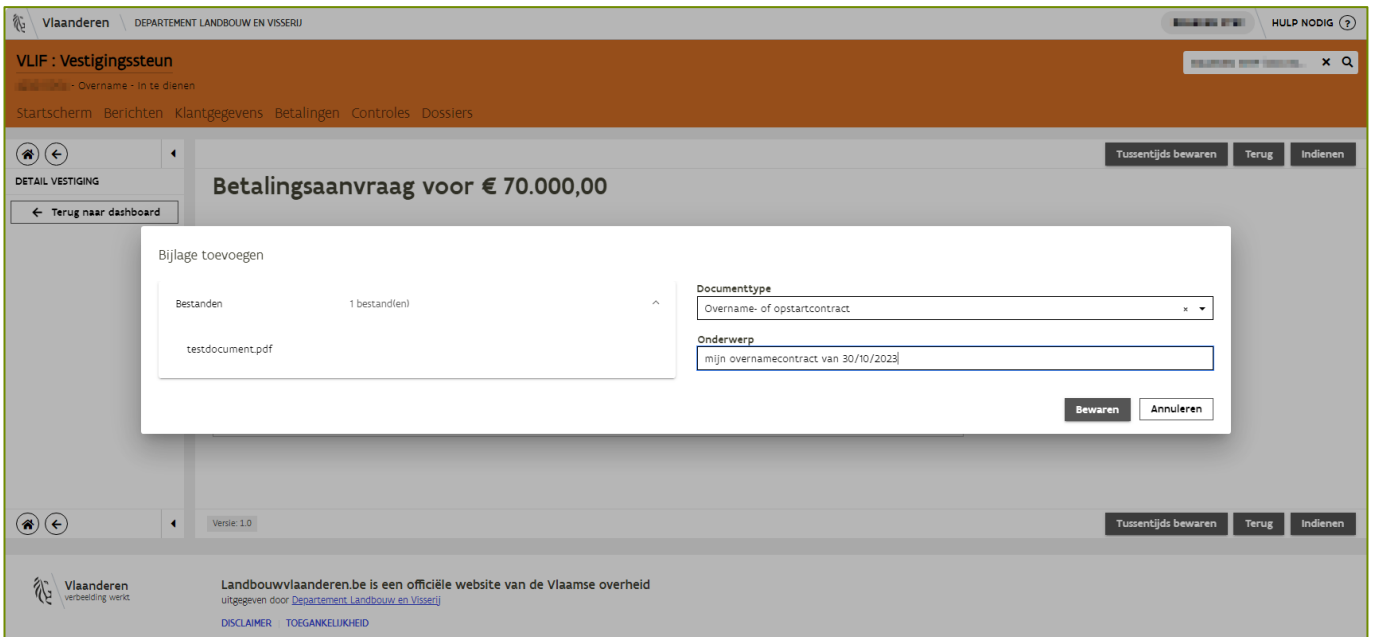 Vlaanderen DEPARTEMENT LANDBOUW EN VISSERIJ HULP NODIG ?
VLIF : Vestigingssteun
- Overname - In te dienen
Startscherm Berichten Klantgegevens Betalingen Controles Dossiers
Tussentijds bewaren Terug Indienen
DETAIL VESTIGING
Betalingsaanvraag voor € 70.000,00
← Terug naar dashboard
Bijlage toevoegen
Bestanden 1 bestand(en)
testdocument.pdf
Documenttype
Overname- of opstartcontract
Onderwerp
mijn overnamecontract van 30/10/2023
Bewaren Annuleren
Versie: 1.0
Tussentijds bewaren Terug Indienen
Vlaanderen
verbeelding werkt
Landbouwvlaanderen.be is een officiële website van de Vlaamse overheid
uitgegeven door Departement Landbouw en Visserij
DISCLAIMER TOEGANKELIJKHEID